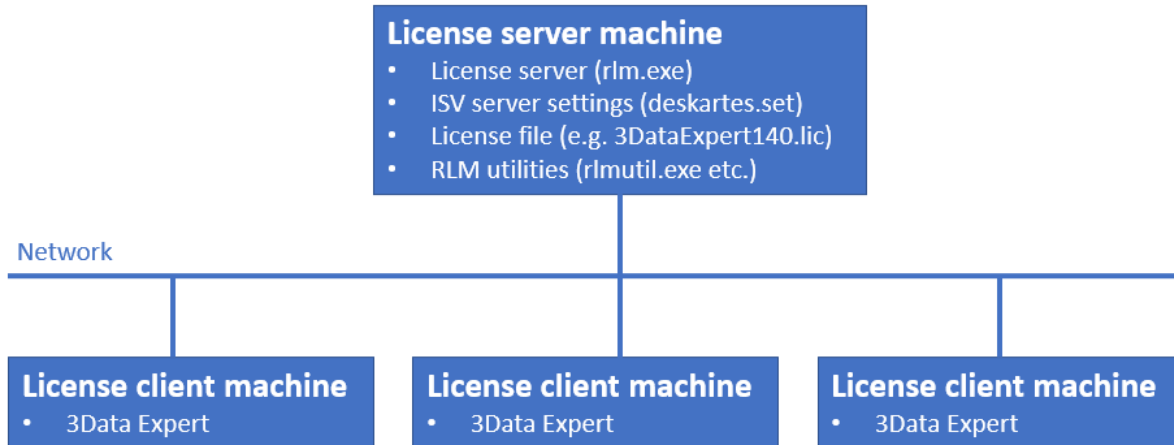 License server machine
• License server (rlm.exe)
• ISV server settings (deskartes.set)
• License file (e.g. 3DataExpert140.lic)
• RLM utilities (rlmutil.exe etc.)
Network
License client machine
• 3Data Expert
License client machine
• 3Data Expert
License client machine
• 3Data Expert